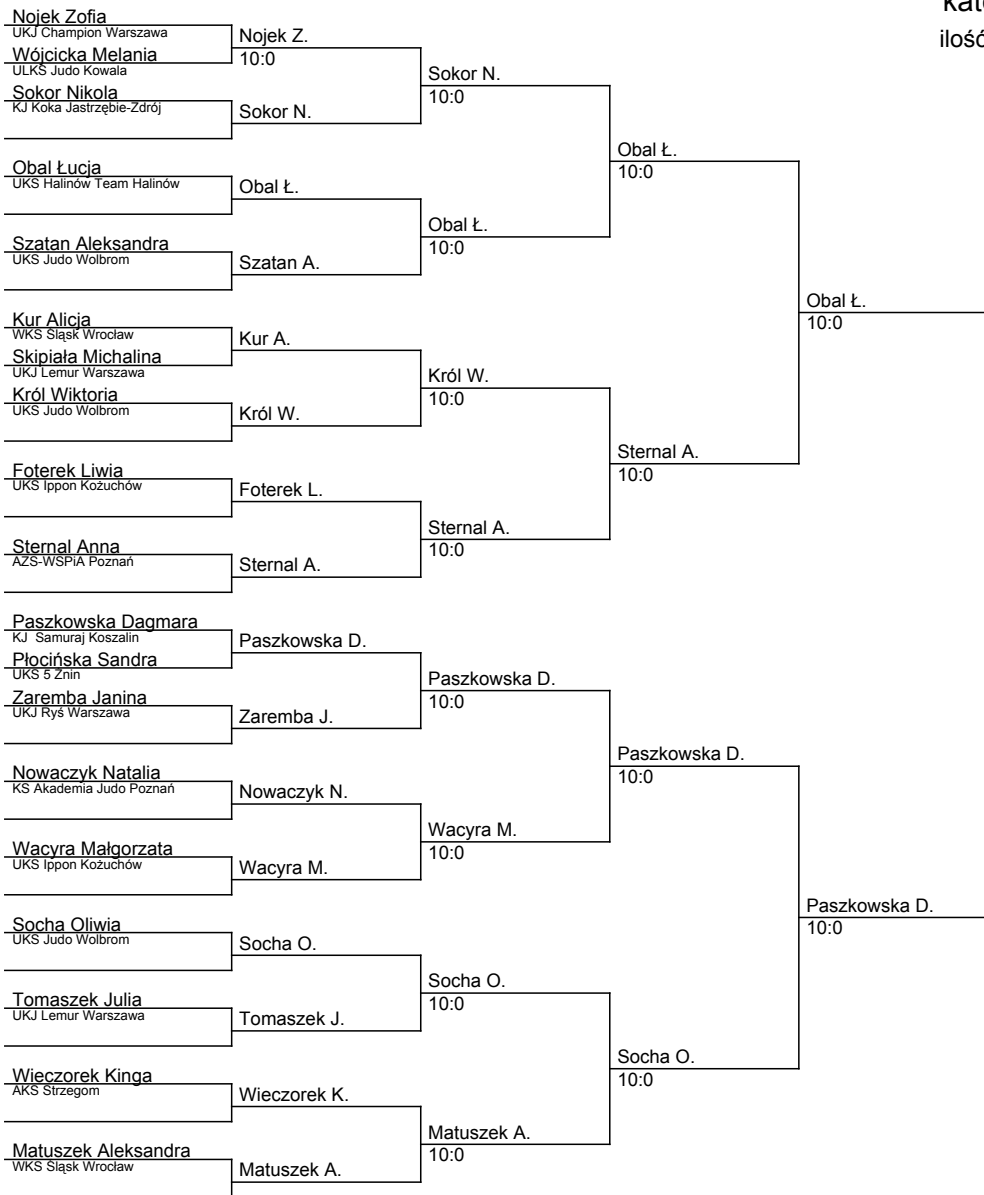 kat
ilość
Nojek Zofia
UKJ Champion Warszawa
Wójcicka Melania
ULKS Judo Kowala
Sokor Nikola
KJ Koka Jastrzębie-Zdrój
Obal Łucja
UKS Halinów Team Halinów
Szatan Aleksandra
UKS Judo Wolbrom
Kur Alicja
WKS Śląsk Wrocław
Skipiała Michalina
UKJ Lemur Warszawa
Król Wiktoria
UKS Judo Wolbrom
Foterek Liwia
UKS Ippon Kożuchów
Sternal Anna
AZS-WSPiA Poznań
Paszkowska Dagmara
KJ Samuraj Koszalin
Płocińska Sandra
UKS 5 Żnin
Zaremba Janina
UKJ Ryś Warszawa
Nowaczyk Natalia
KS Akademia Judo Poznań
Wacyra Małgorzata
UKS Ippon Kożuchów
Socha Oliwia
UKS Judo Wolbrom
Tomaszek Julia
UKJ Lemur Warszawa
Wieczorek Kinga
AKS Strzegom
Matuszek Aleksandra
WKS Śląsk Wrocław
Nojek Z.
10:0
Sokor N.
Obal Ł.
Szatan A.
Kur A.
Król W.
Foterek L.
Sternal A.
Paszkowska D.
Zaremba J.
Nowaczyk N.
Wacyra M.
Socha O.
Tomaszek J.
Wieczorek K.
Matuszek A.
Sokor N.
10:0
Obal Ł.
10:0
Król W.
10:0
Sternal A.
10:0
Paszkowska D.
10:0
Wacyra M.
10:0
Socha O.
10:0
Matuszek A.
10:0
Obal Ł.
10:0
Sternal A.
10:0
Paszkowska D.
10:0
Socha O.
10:0
Obal Ł.
10:0
Paszkowska D.
10:0